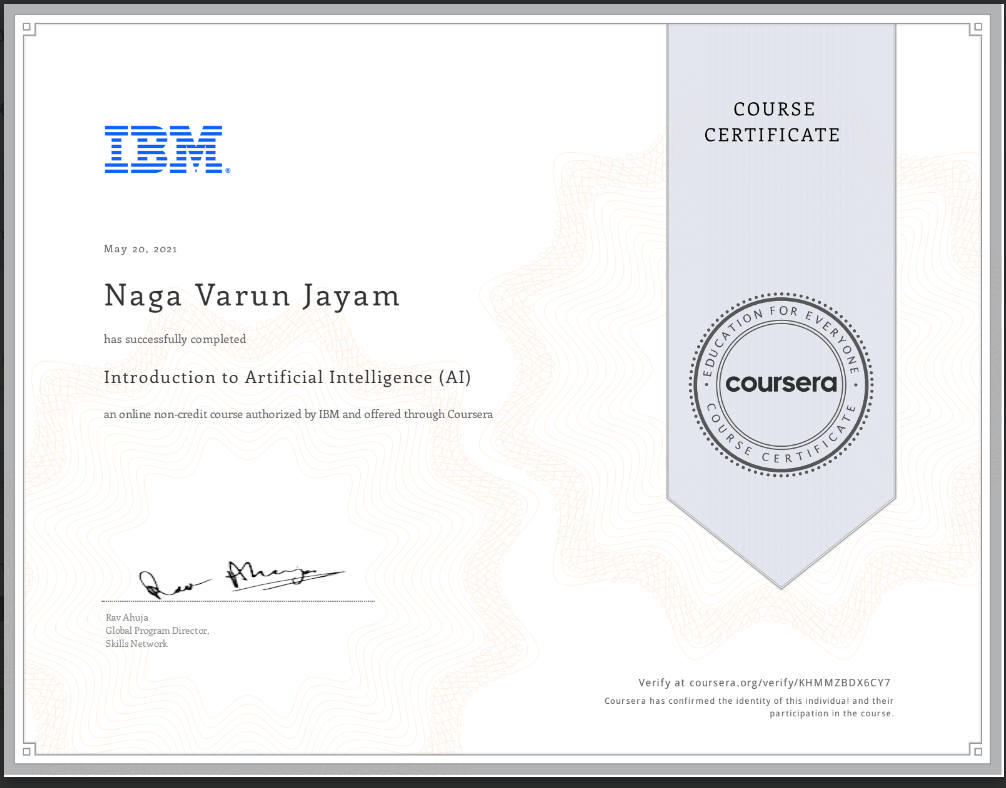 COURSE
CERTIFICATE
IBM®
May 20, 2021
Naga Varun Jayam
has successfully completed
Introduction to Artificial Intelligence (AI)
an online non-credit course authorized by IBM and offered through Coursera
EDUCATION FOR EVERYONE
coursera
COURSE CERTIFICATE
Rav Ahuja
Rav Ahuja
Global Program Director,
Skills Network
Verify at coursera.org/verify/KHMMZBDX6CY7
Coursera has confirmed the identity of this individual and their
participation in the course.